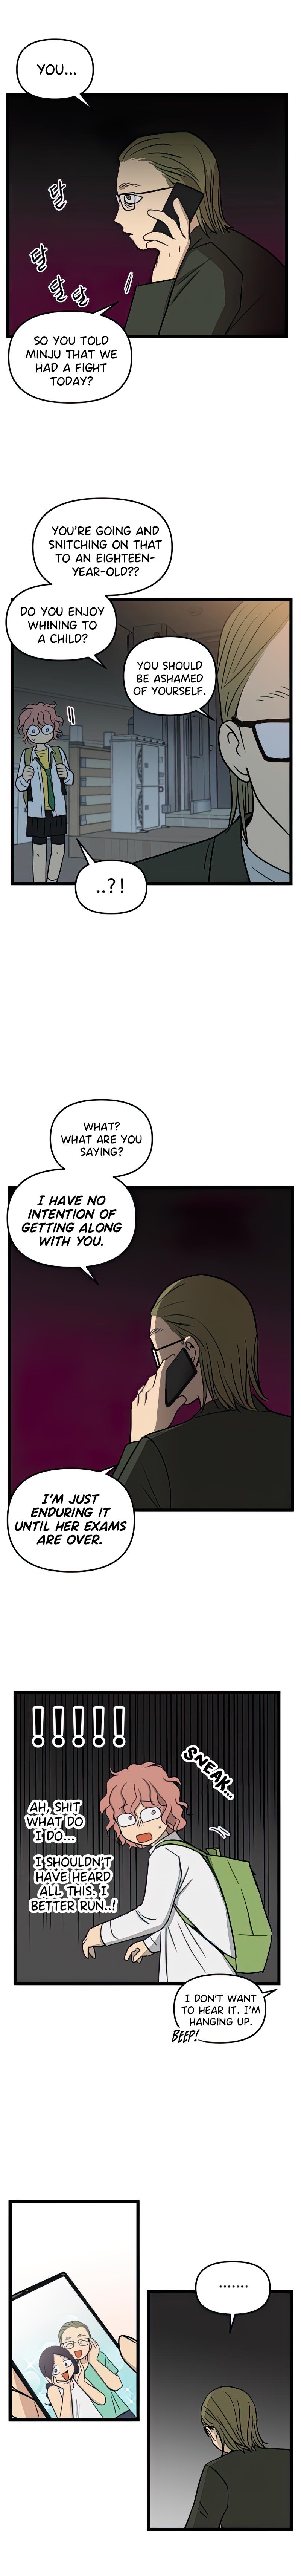 YOU...
달
달
달 달
SO YOU TOLD
MINJU THAT WE
HAD A FIGHT
TODAY?
YOU'RE GOING AND
SNITCHING ON THAT
TO AN EIGHTEEN-
YEAR-OLD??
DO YOU ENJOY
WHINING TO
A CHILD?
YOU SHOULD
BE ASHAMED
OF YOURSELF.
..?!
WHAT?
WHAT ARE YOU
SAYING?
I HAVE NO
INTENTION OF
GETTING ALONG
WITH YOU.
I'M JUST
ENDURING IT
UNTIL HER EXAMS
ARE OVER.
!!!!!
SNEAK...
AH, SHIT
WHAT DO
I DO...
I SHOULDN'T
HAVE HEARD
ALL THIS. I
BETTER RUN..!
I DON'T WANT
TO HEAR IT. I'M
HANGING UP.
BEEP!
.......